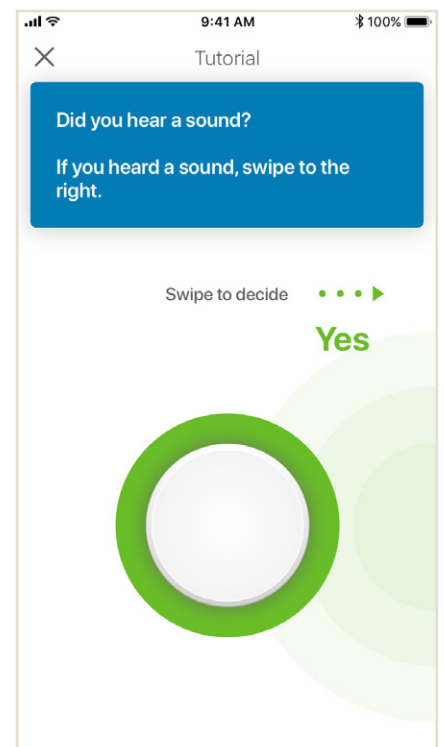 9:41 AM
100%
Tutorial
Did you hear a sound?
If you heard a sound, swipe to the
right.
Swipe to decide
Yes